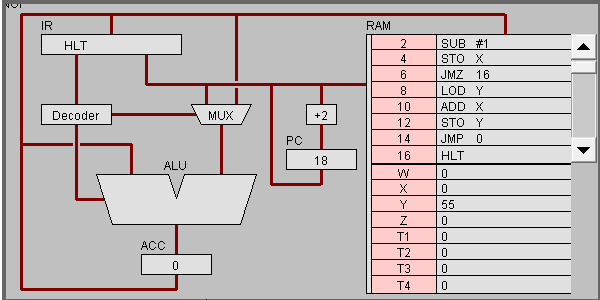 IR
RAM
HLT
2 SUB #1
4 STO X
6 JMZ 16
8 LOD Y
10 ADD X
12 STO Y
14 JMP 0
16 HLT
Decoder
MUX
+2
PC
18
ALU
W 0
X 0
Y 55
Z 0
T1 0
T2 0
T3 0
T4 0
ACC
0